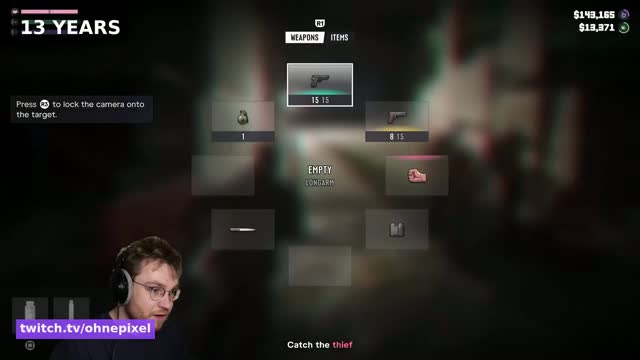 13 YEARS
R1
WEAPONS ITEMS
$143,165
$13,371
Press R3 to lock the camera onto
the target.
15 15
1
8 15
EMPTY
LONGARM
twitch.tv/ohnepixel
Catch the thief